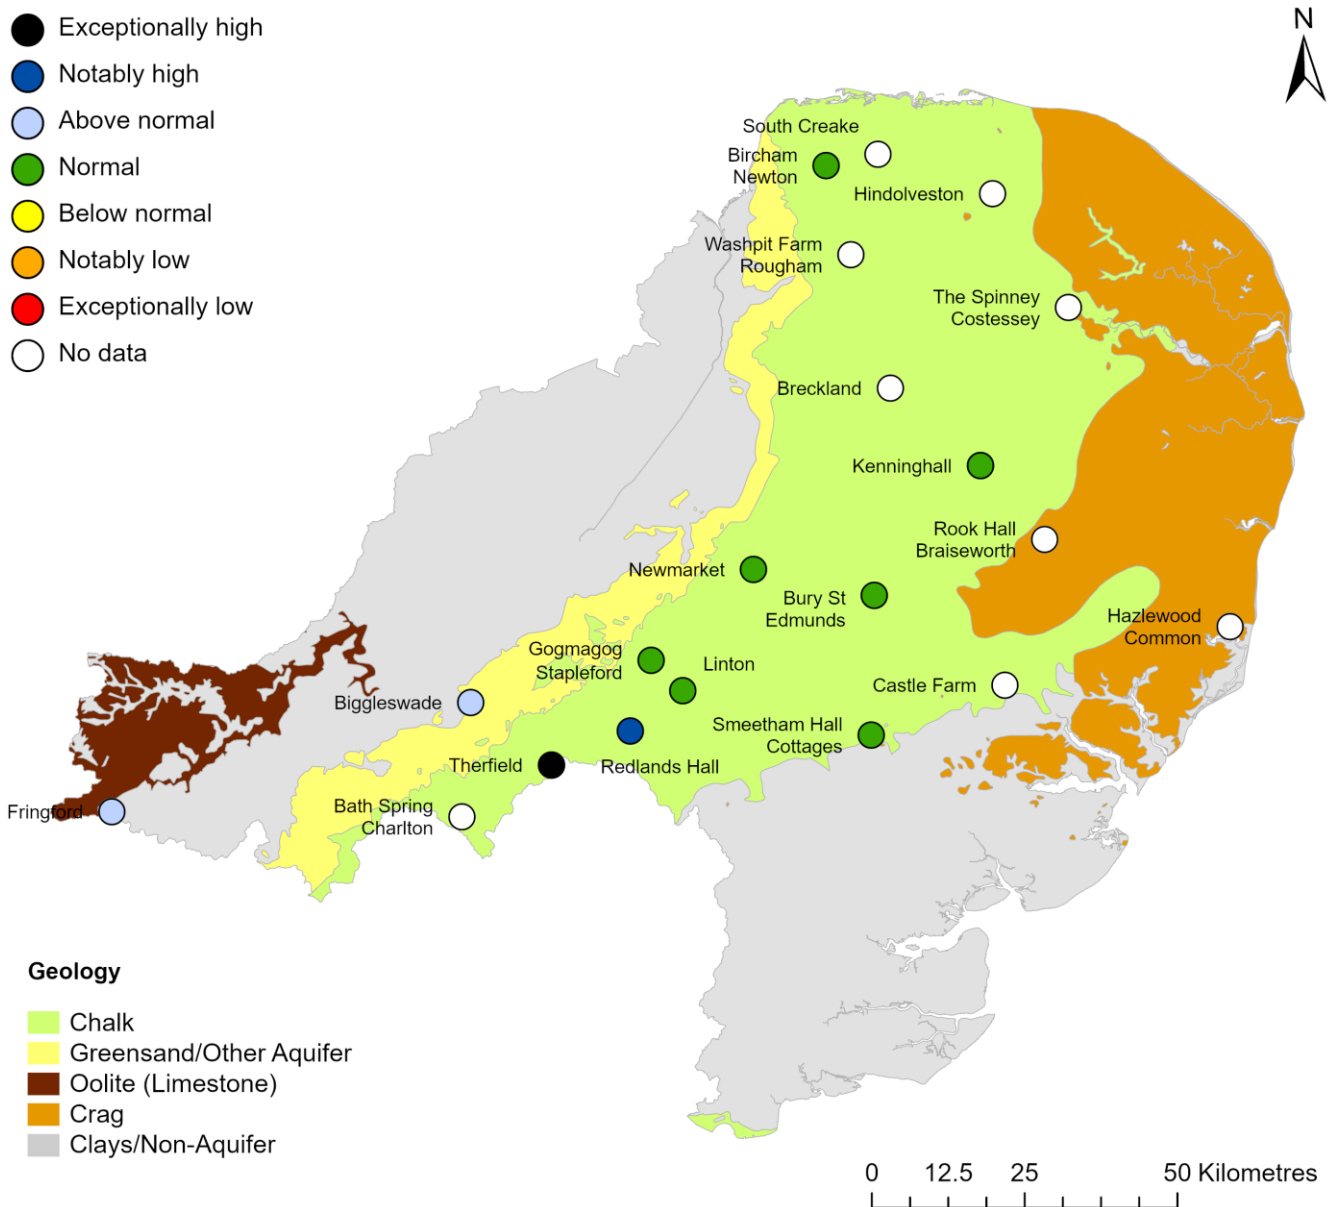 Exceptionally high
Notably high
Above normal
Normal
Below normal
Notably low
Exceptionally low
No data
N
South Creake
Bircham
Newton
Hindolveston
Washpit Farm
Rougham
The Spinney
Costessey
Breckland
Kenninghall
Rook Hall
Braiseworth
Newmarket
Bury St
Edmunds
Hazlewood
Common
Gogmagog
Stapleford
Linton
Castle Farm
Biggleswade
Smeetham Hall
Cottages
Therfield
Redlands Hall
Bath Spring
Charlton
Fringford
Geology
Chalk
Greensand/Other Aquifer
Oolite (Limestone)
Crag
Clays/Non-Aquifer
0 12.5 25 50 Kilometres